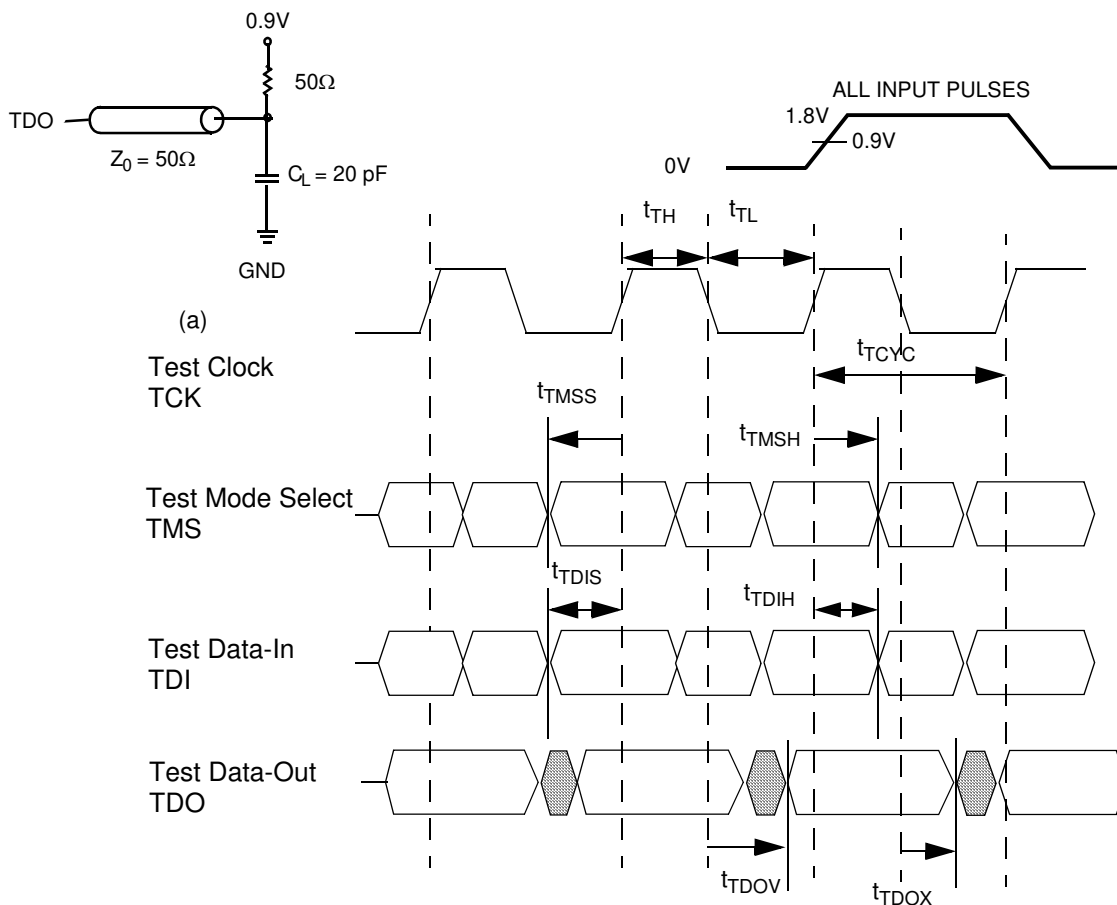 0.9V
50Ω
ALL INPUT PULSES
TDO
1.8V
0.9V
Z0 = 50Ω
0V
CL = 20 pF
tTH
tTL
GND
(a)
Test Clock
TCK
tTCYC
tTMSS
tTMSH
Test Mode Select
TMS
tTDIS
tTDIH
Test Data-In
TDI
Test Data-Out
TDO
tTDOV
tTDOX